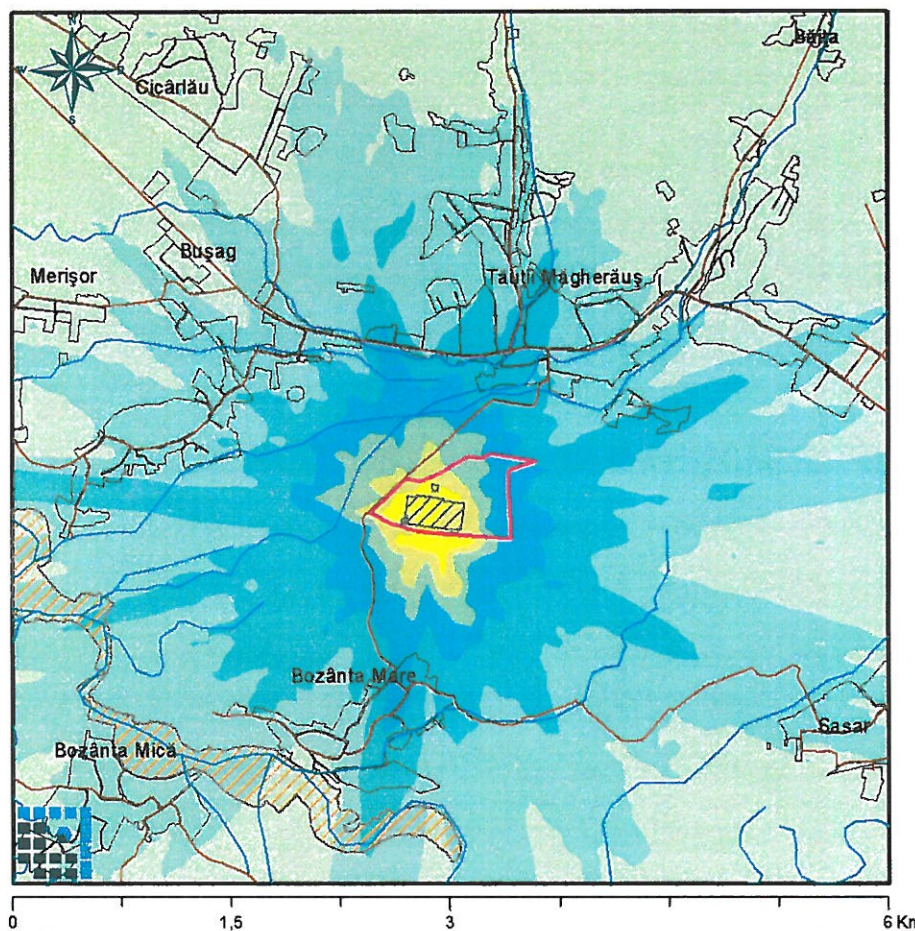 N
W
S
Băița
Cicârlău
Bușag
Merișor
Tăuții Măgherăuș
Bozânta Mare
Bozânta Mică
Sasar
0 1,5 3 6 Km